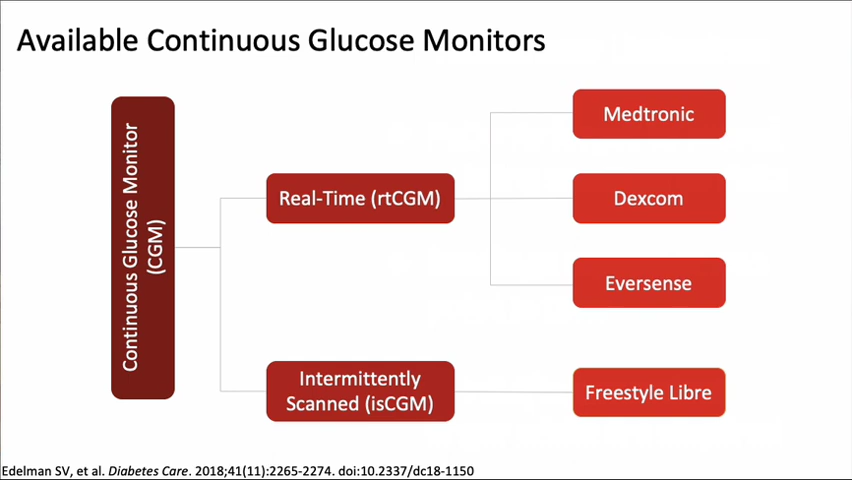 Available Continuous Glucose Monitors
Continuous Glucose Monitor
(CGM)
Real-Time (rtCGM)
Medtronic
Dexcom
Eversense
Intermittently
Scanned (isCGM)
Freestyle Libre
Edelman SV, et al. Diabetes Care. 2018;41(11):2265-2274. doi:10.2337/dc18-1150